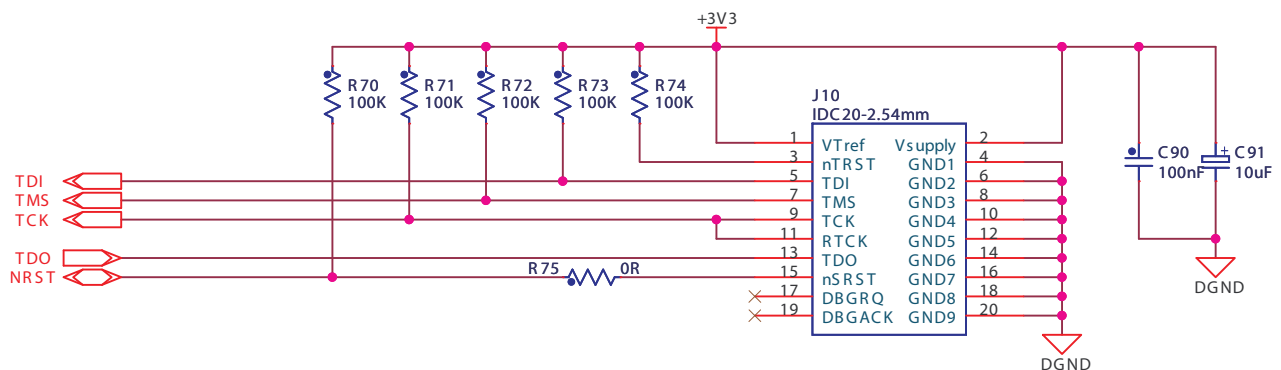 +3V3
R70
100K
R71
100K
R72
100K
R73
100K
R74
100K
J10
IDC20-2.54mm
1 VTref Vsupply 2
3 nTRST GND1 4
5 TDI GND2 6
7 TMS GND3 8
9 TCK GND4 10
11 RTCK GND5 12
13 TDO GND6 14
15 nSRST GND7 16
17 DBGRQ GND8 18
19 DBGACK GND9 20
C90
100nF
C91
10uF
TDI
TMS
TCK
TDO
NRST
R75 0R
DGND
DGND